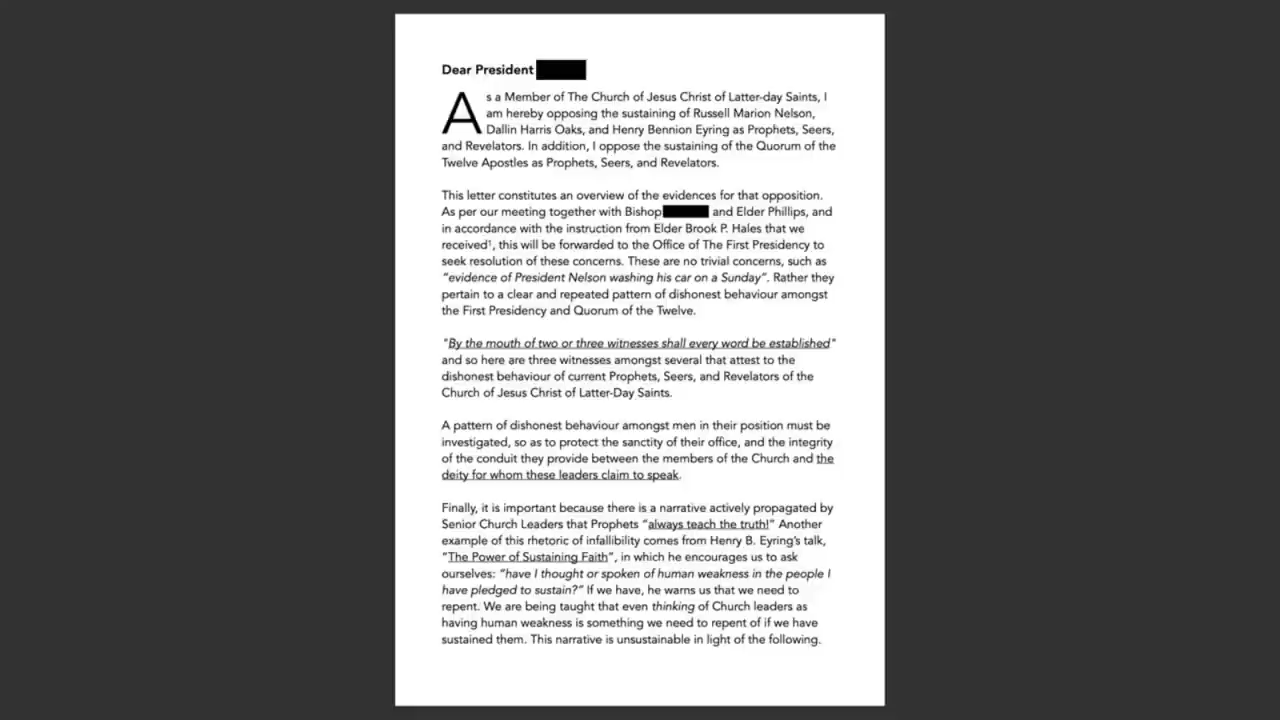 Dear President
As a Member of The Church of Jesus Christ of Latter-day Saints, I
am hereby opposing the sustaining of Russell Marion Nelson,
Dallin Harris Oaks, and Henry Bennion Eyring as Prophets, Seers,
and Revelators. In addition, I oppose the sustaining of the Quorum of the
Twelve Apostles as Prophets, Seers, and Revelators.
This letter constitutes an overview of the evidences for that opposition.
As per our meeting together with Bishop and Elder Phillips, and
in accordance with the instruction from Elder Brook P. Hales that we
received¹, this will be forwarded to the Office of The First Presidency to
seek resolution of these concerns. These are no trivial concerns, such as
“evidence of President Nelson washing his car on a Sunday”. Rather they
pertain to a clear and repeated pattern of dishonest behaviour amongst
the First Presidency and Quorum of the Twelve.
"By the mouth of two or three witnesses shall every word be established"
and so here are three witnesses amongst several that attest to the
dishonest behaviour of current Prophets, Seers, and Revelators of the
Church of Jesus Christ of Latter-Day Saints.
A pattern of dishonest behaviour amongst men in their position must be
investigated, so as to protect the sanctity of their office, and the integrity
of the conduit they provide between the members of the Church and the
deity for whom these leaders claim to speak.
Finally, it is important because there is a narrative actively propagated by
Senior Church Leaders that Prophets “always teach the truth!” Another
example of this rhetoric of infallibility comes from Henry B. Eyring’s talk,
“The Power of Sustaining Faith”, in which he encourages us to ask
ourselves: “have I thought or spoken of human weakness in the people I
have pledged to sustain?” If we have, he warns us that we need to
repent. We are being taught that even thinking of Church leaders as
having human weakness is something we need to repent of if we have
sustained them. This narrative is unsustainable in light of the following.